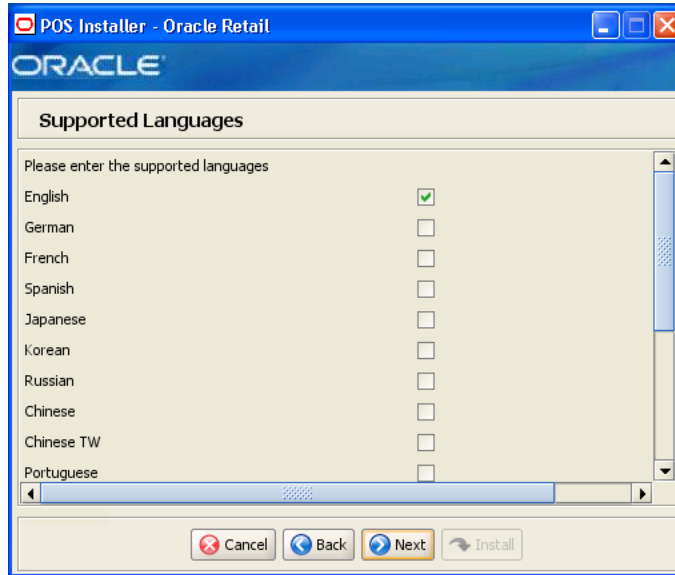 POS Installer - Oracle Retail
ORACLE
Supported Languages
Please enter the supported languages
English
German
French
Spanish
Japanese
Korean
Russian
Chinese
Chinese TW
Portuguese
Cancel Back Next Install